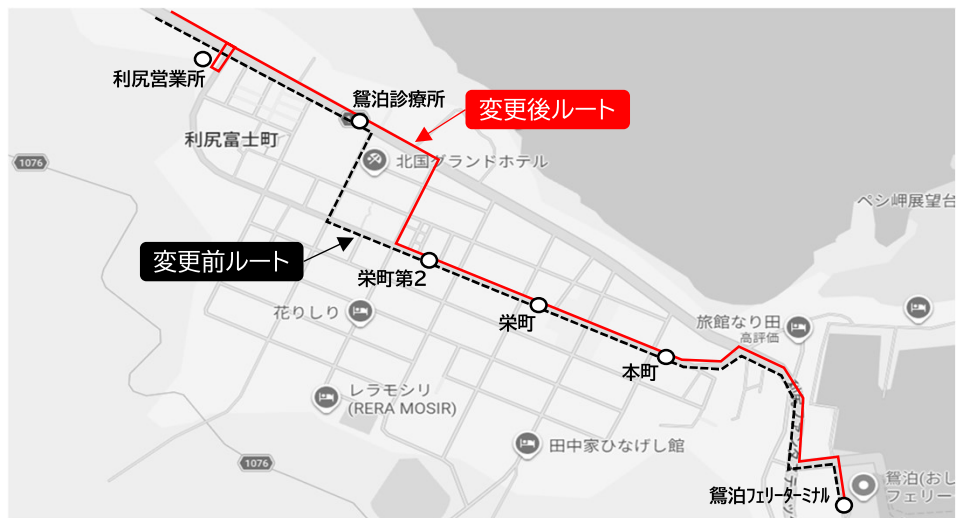 利尻営業所
鴛泊診療所
変更後ルート
利尻富士町
北国グランドホテル
1076
ペシ岬展望台
変更前ルート
栄町第2
花りしり
栄町
旅館なり田
高評価
本町
レラモシリ
(RERA MOSIR)
田中家ひなげし館
1076
鴛泊フェリーターミナル
鴛泊(おし
フェリー